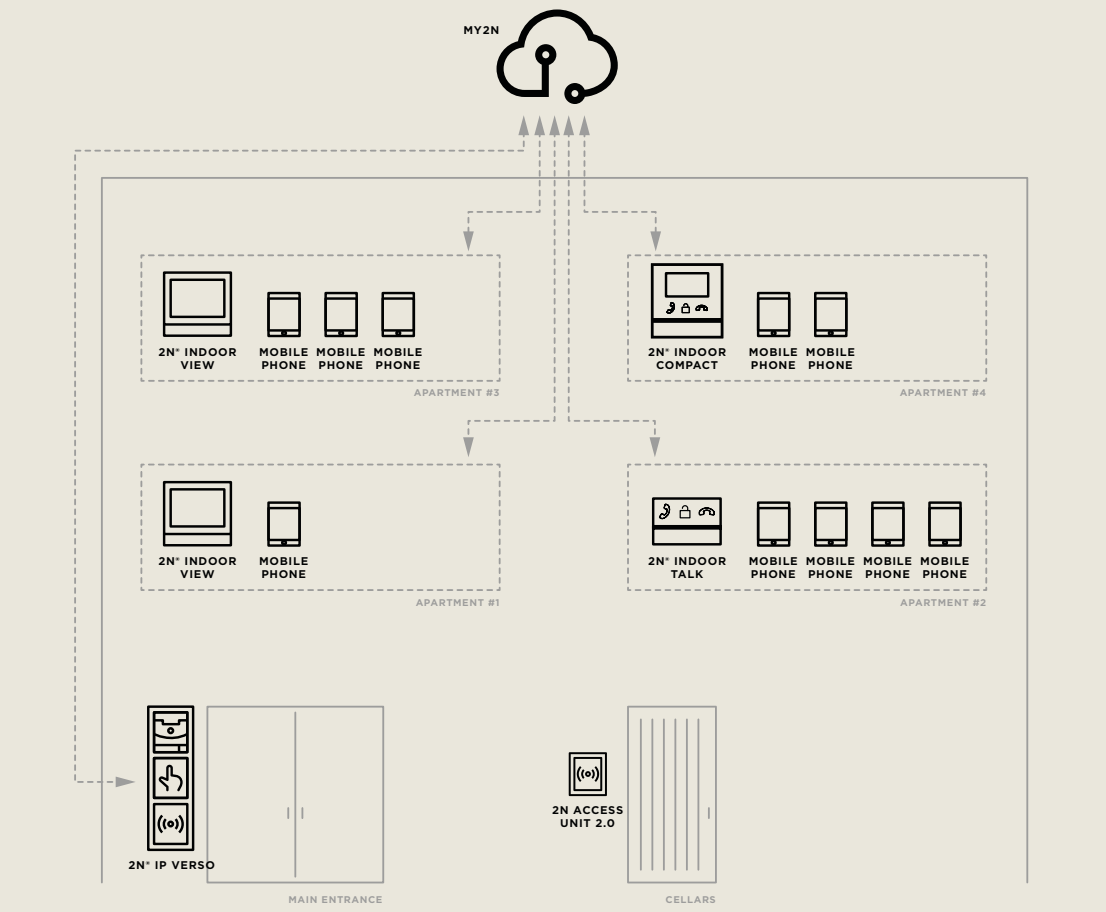 MY2N
2N® INDOOR VIEW
MOBILE PHONE
MOBILE PHONE
MOBILE PHONE
APARTMENT #3
2N® INDOOR COMPACT
MOBILE PHONE
MOBILE PHONE
APARTMENT #4
2N® INDOOR VIEW
MOBILE PHONE
APARTMENT #1
2N® INDOOR TALK
MOBILE PHONE
MOBILE PHONE
MOBILE PHONE
MOBILE PHONE
APARTMENT #2
2N® IP VERSO
MAIN ENTRANCE
2N ACCESS UNIT 2.0
CELLARS